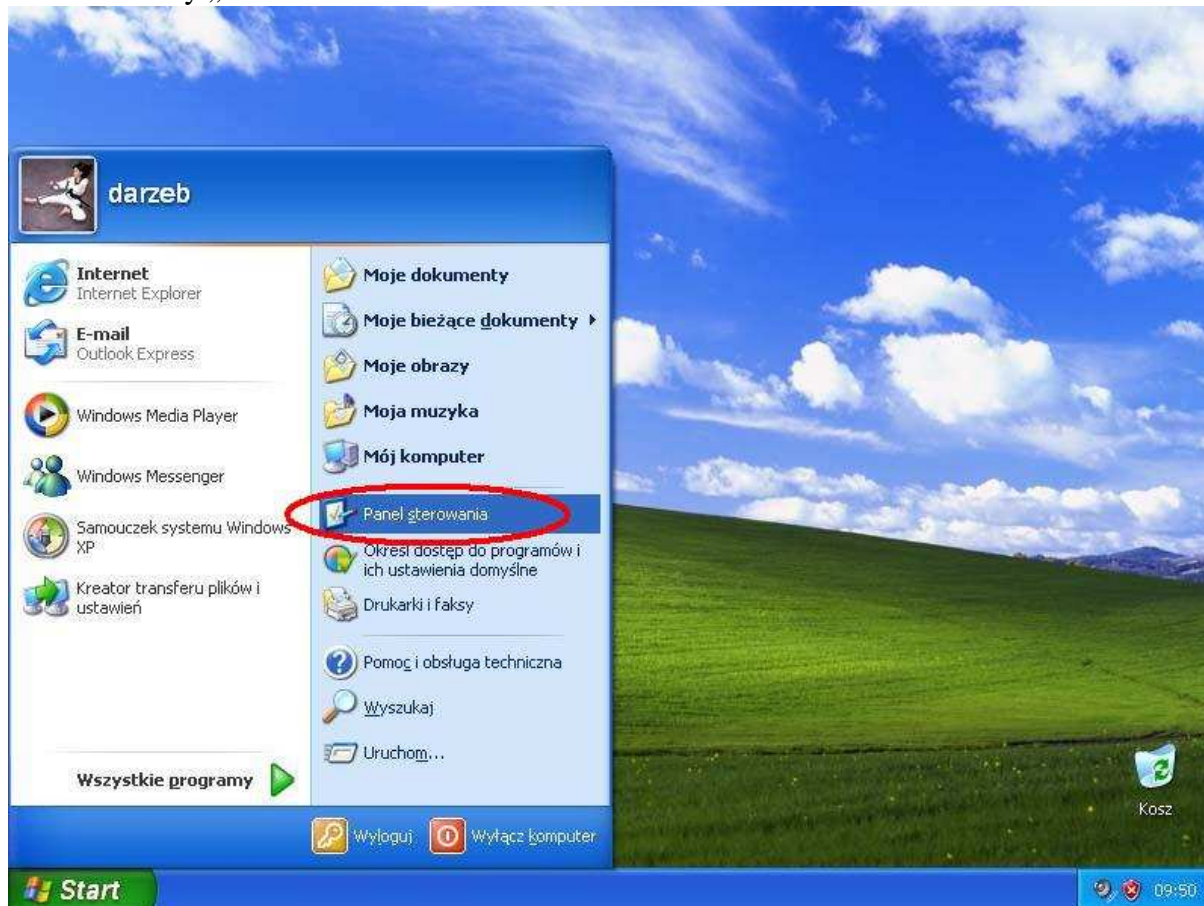 darzeb
Internet
Internet Explorer
E-mail
Outlook Express
Windows Media Player
Windows Messenger
Samouczek systemu Windows
XP
Kreator transferu plików i
ustawień
Wszystkie programy
Moje dokumenty
Moje bieżące dokumenty
Moje obrazy
Moja muzyka
Mój komputer
Panel sterowania
Określ dostęp do programów i
ich ustawienia domyślne
Drukarki i faksy
Pomoc i obsługa techniczna
Wyszukaj
Uruchom...
Wyloguj
Wyłącz komputer
Kosz
Start
09:50